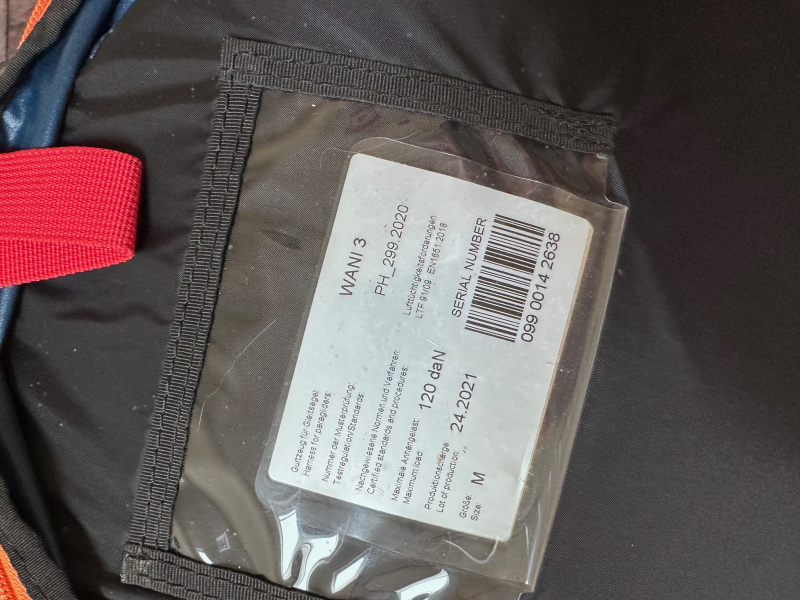 Gurtzeug für Gleitsegel
Harness for paragliders:
WANI 3
Nummer der Musterprüfung:
Testregulation/Standards:
PH_299.2020
Nachgewiesene Normen und Verfahren:
Certified standards and procedures:
Lufttüchtigkeitsforderungen
LTF 91/09 EN1651:2018
Maximale Anhängelast:
Maximum load:
120 daN
SERIAL NUMBER
Produktionscharge
Lot of production:
24.2021
099 0014 2638
Größe:
Size:
M